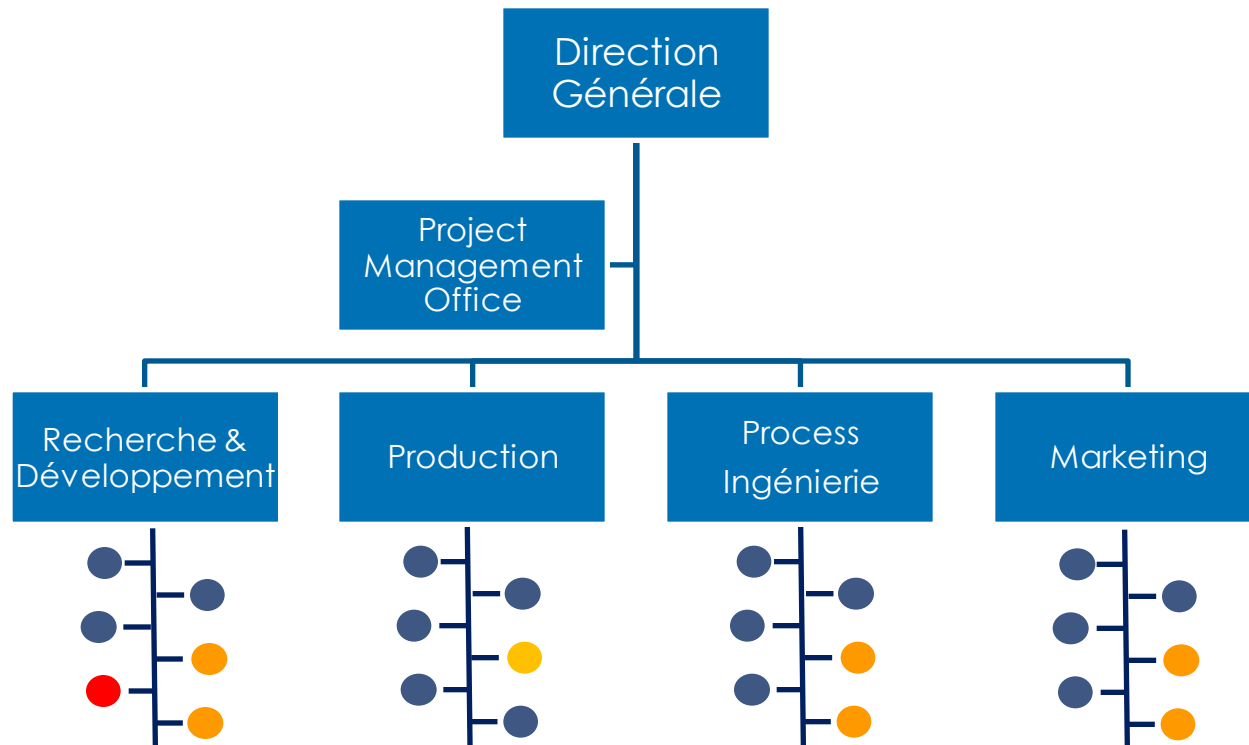 Direction
Générale
Project
Management
Office
Recherche &
Développement
Production
Process
Ingénierie
Marketing